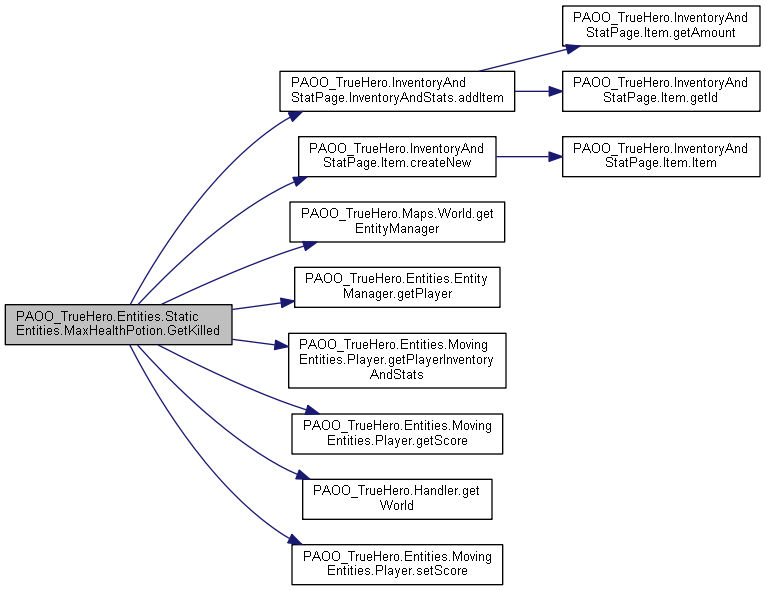 PAOO_TrueHero.InventoryAnd
StatPage.Item.getAmount
PAOO_TrueHero.InventoryAnd
StatPage.InventoryAndStats.addItem
PAOO_TrueHero.InventoryAnd
StatPage.Item.getId
PAOO_TrueHero.InventoryAnd
StatPage.Item.createNew
PAOO_TrueHero.InventoryAnd
StatPage.Item.Item
PAOO_TrueHero.Maps.World.get
EntityManager
PAOO_TrueHero.Entities.Entity
Manager.getPlayer
PAOO_TrueHero.Entities.Static
Entities.MaxHealthPotion.GetKilled
PAOO_TrueHero.Entities.Moving
Entities.Player.getPlayerInventory
AndStats
PAOO_TrueHero.Entities.Moving
Entities.Player.getScore
PAOO_TrueHero.Handler.get
World
PAOO_TrueHero.Entities.Moving
Entities.Player.setScore